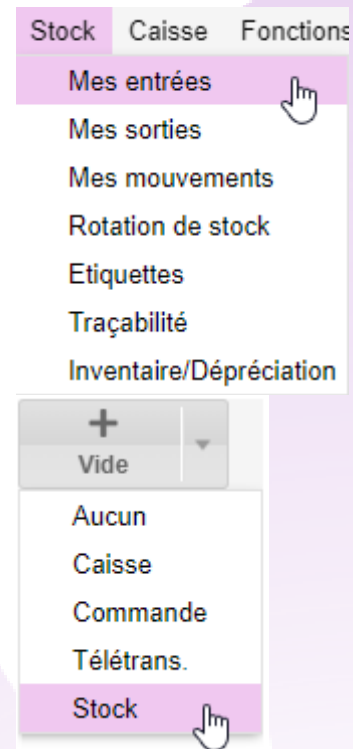 Stock Caisse Fonctions
Mes entrées
Mes sorties
Mes mouvements
Rotation de stock
Etiquettes
Traçabilité
Inventaire/Dépréciation
Vide
Aucun
Caisse
Commande
Télétrans.
Stock